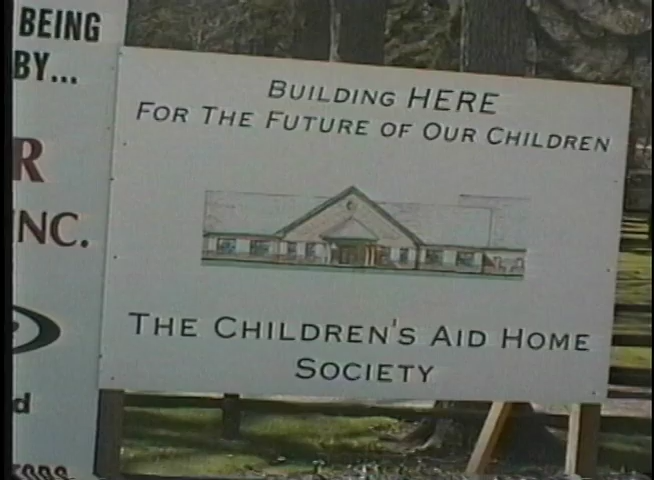 BEING
BY...
R
INC.
d
BUILDING HERE
FOR THE FUTURE OF OUR CHILDREN
THE CHILDREN'S AID HOME
SOCIETY